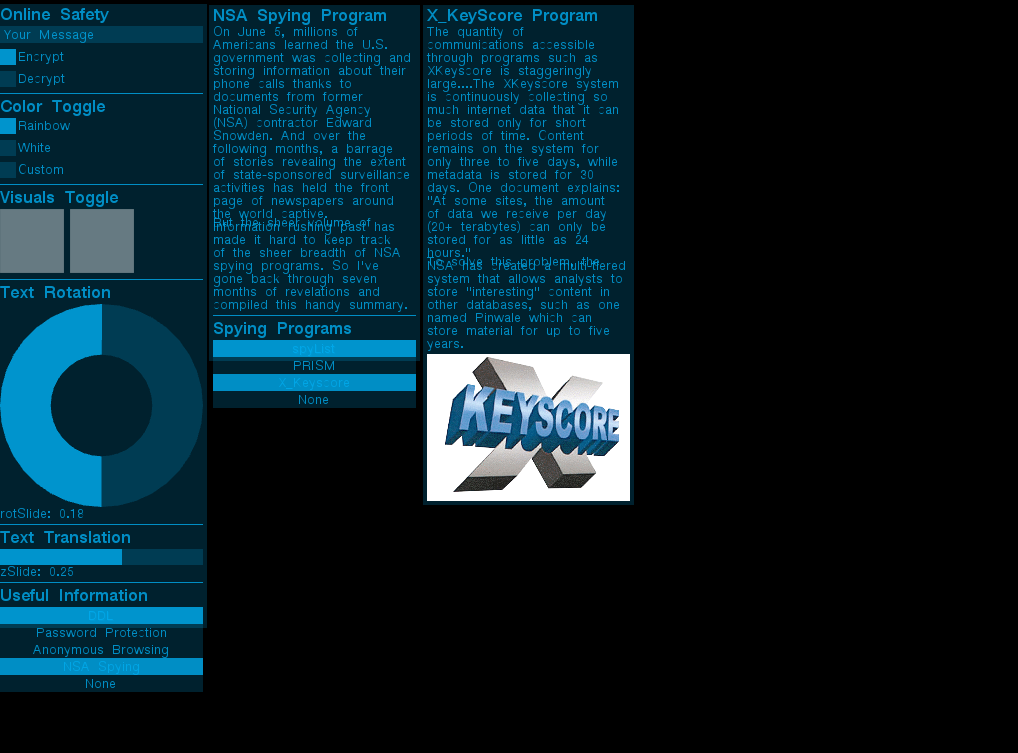 Online Safety
Your Message
Encrypt
Decrypt
Color Toggle
Rainbow
White
Custom
Visuals Toggle
Text Rotation
rotSlide: 0.18
Text Translation
zSlide: 0.25
Useful Information
DDL
Password Protection
Anonymous Browsing
NSA Spying
None
NSA Spying Program
On June 5, millions of
Americans learned the U.S.
government was collecting and
storing information about their
phone calls thanks to
documents from former
National Security Agency
(NSA) contractor Edward
Snowden. And over the
following months, a barrage
of stories revealing the extent
of state-sponsored surveillance
activities has held the front
page of newspapers around
the world captive.
But the sheer volume of
information rushing past has
made it hard to keep track
of the sheer breadth of NSA
spying programs. So I've
gone back through seven
months of revelations and
compiled this handy summary.
Spying Programs
spyList
PRISM
X_Keyscore
None
X_KeyScore Program
The quantity of
communications accessible
through programs such as
XKeyscore is staggeringly
large....The XKeyscore system
is continuously collecting so
much internet data that it can
be stored only for short
periods of time. Content
remains on the system for
only three to five days, while
metadata is stored for 30
days. One document explains:
"At some sites, the amount
of data we receive per day
(20+ terabytes) can only be
stored for as little as 24
hours."
To solve this problem, the
NSA has created a multi-tiered
system that allows analysts to
store "interesting" content in
other databases, such as one
named Pinwale which can
store material for up to five
years.
X KEYSCORE